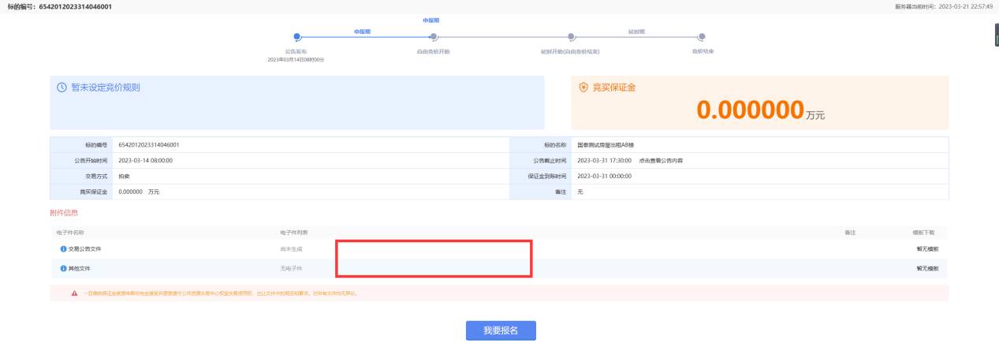 标的编号：6542012023314046001
服务器当前时间：2023-03-21 22:57:49
申报期
申报期
延时期
公告发布
自由竞价开始
延时开始(自由竞价结束)
竞价结束
2023年03月14日08时00分
暂未设定竞价规则
竞买保证金
0.000000 万元
标的编号 6542012023314046001 标的名称 国泰测试房屋出租AB楼
公告开始时间 2023-03-14 08:00:00 公告截止时间 2023-03-31 17:30:00 点击查看公告内容
交易方式 拍卖 保证金到账时间 2023-03-31 00:00:00
竞买保证金 0.000000 万元 备注 无
附件信息
电子件名称 电子件列表 备注 模板下载
交易公告文件 尚未生成 暂无模板
其他文件 无电子件 暂无模板
一旦缴纳保证金就意味着你完全接受并愿意遵守公共资源交易中心权益交易使用权、出让文件中的规定和要求。对所有文件均无异议。
我要报名